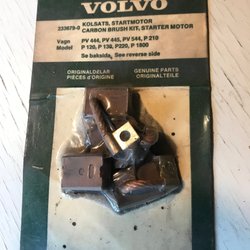 VOLVO
333679-0 KOLSATS, STARTMOTOR
CARBON BRUSH KIT, STARTER MOTOR
Vagn PV 444, PV 445, PV 544, P 210
Model P 120, P 130, P220, P 1800
Se baksida, See reverse side
ORIGINALDELAR GENUINE PARTS
PIÈCES D'ORIGINE ORIGINALTEILE